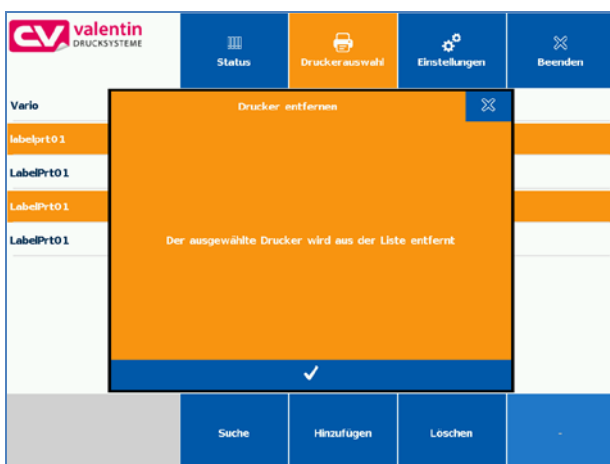 valentin
DRUCKSYSTEME
Status
Druckerauswahl
Einstellungen
Beenden
Vario
labelprt01
LabelPrt01
LabelPrt01
LabelPrt01
Drucker entfernen
Der ausgewählte Drucker wird aus der Liste entfernt
Suche
Hinzufügen
Löschen
-